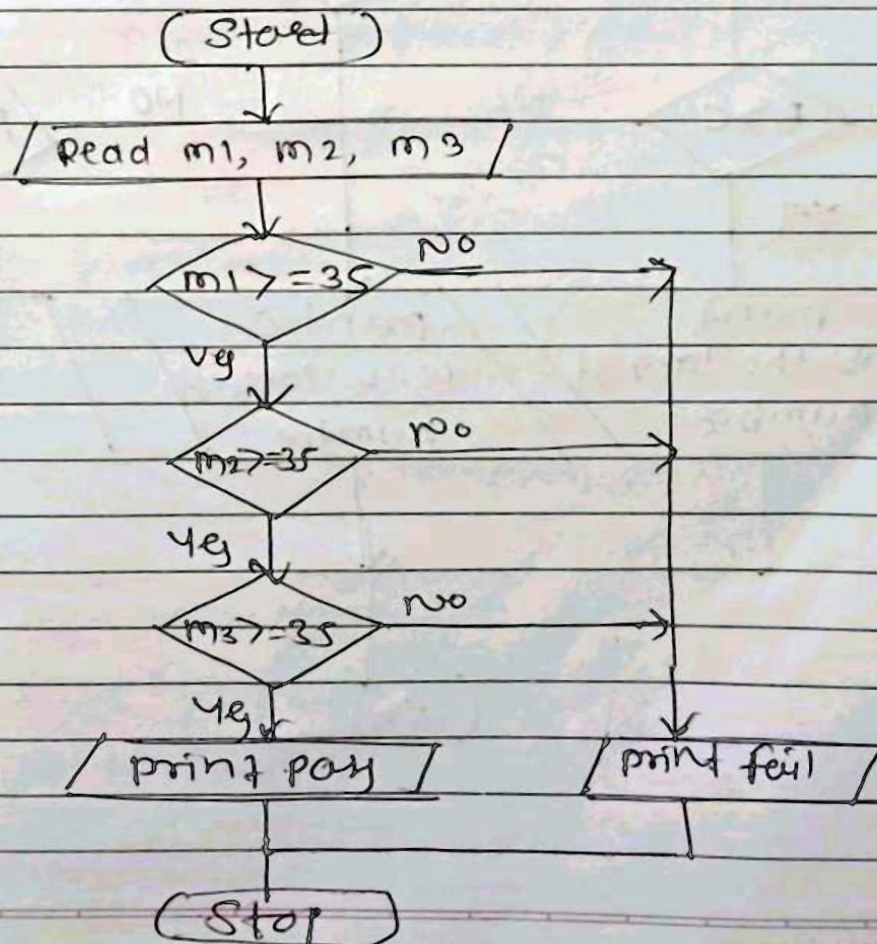 Start
Read m1, m2, m3
m1 >= 35
No
Yes
m2 >= 35
No
Yes
m3 >= 35
No
Yes
print pass
print fail
Stop